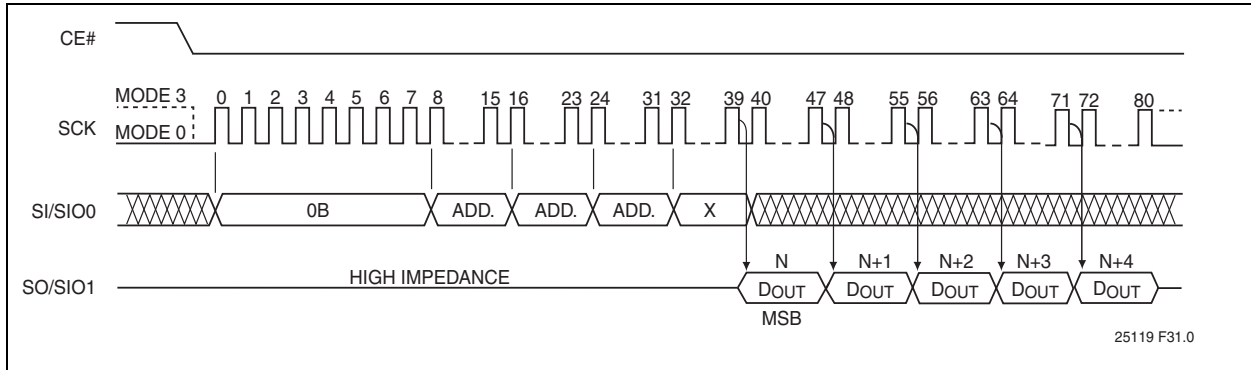 CE#
MODE 3
0 1 2 3 4 5 6 7 8 15 16 23 24 31 32 39 40 47 48 55 56 63 64 71 72 80
SCK
MODE 0
SI/SIO0
0B ADD. ADD. ADD. X
N N+1 N+2 N+3 N+4
SO/SIO1
HIGH IMPEDANCE
DOUT DOUT DOUT DOUT DOUT
MSB
25119 F31.0